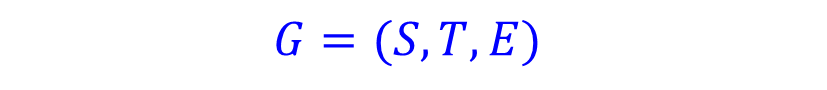 G = (S, T, E)